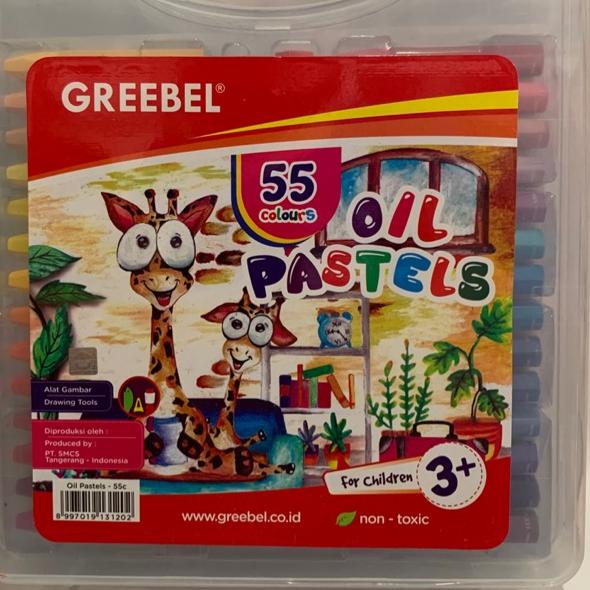 GREEBEL®
55
colours
OIL
PASTELS
Alat Gambar
Drawing Tools
Diproduksi oleh :
Produced by :
PT. SMCS
Tangerang - Indonesia
for Children
3+
Oil Pastels - 55c
8 997019 131202
www.greebel.co.id
non - toxic